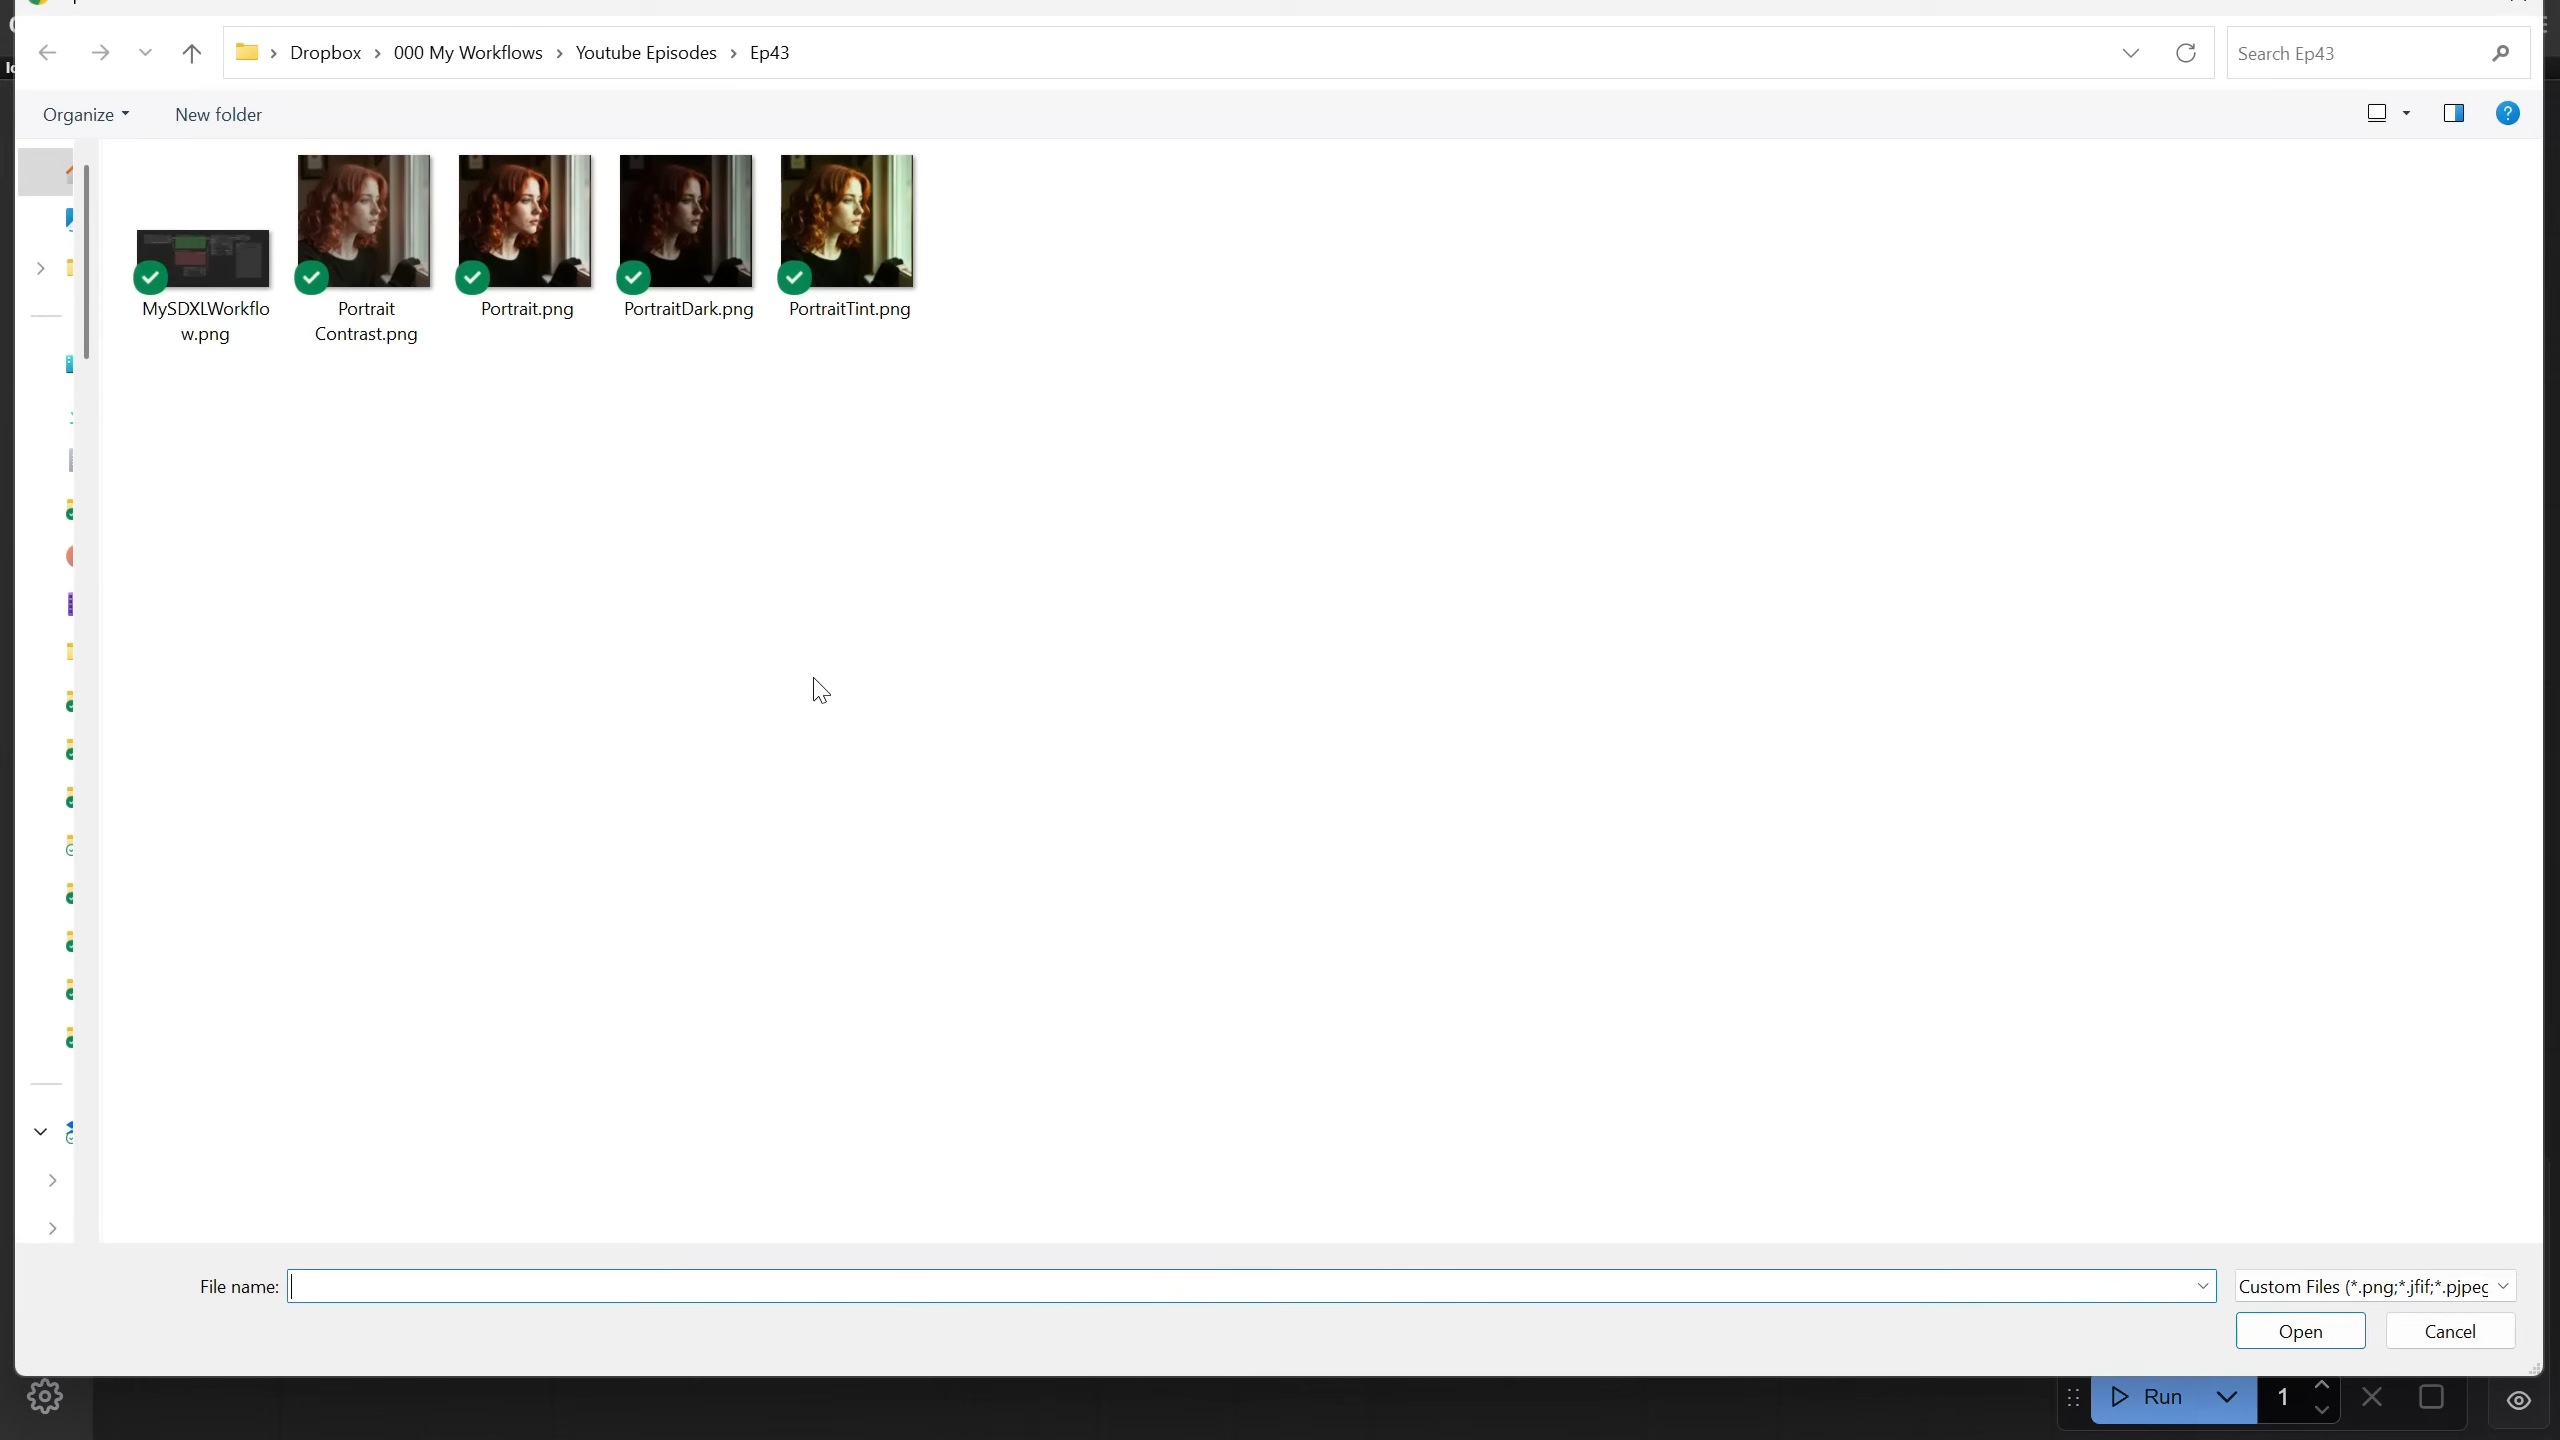 Dropbox > 000 My Workflows > Youtube Episodes > Ep43
Search Ep43
Organize
New folder
MySDXLWorkflo
w.png
Portrait
Contrast.png
Portrait.png
PortraitDark.png
PortraitTint.png
File name:
Custom Files (*.png;*.jfif;*.pjpeg
Open
Cancel
Run
1